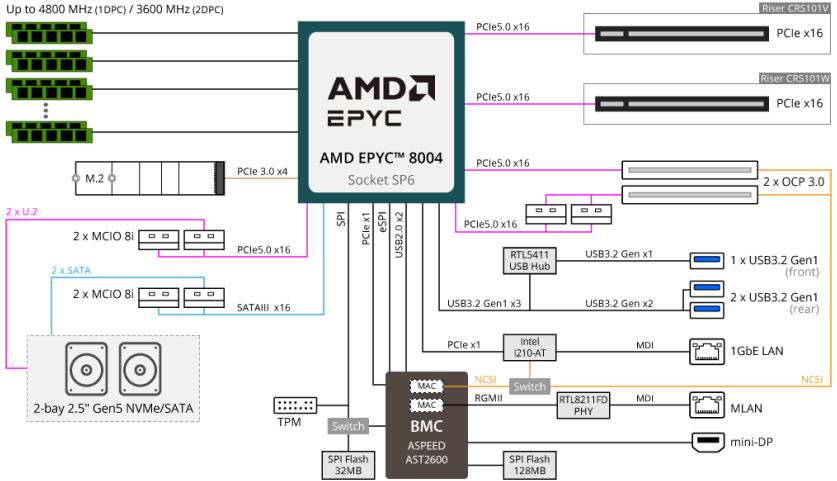 Up to 4800 MHz (1DPC) / 3600 MHz (2DPC)
Riser CRS101V
PCIe5.0 x16
PCIe x16
Riser CRS101W
PCIe5.0 x16
PCIe x16
AMD
EPYC
AMD EPYC™ 8004
Socket SP6
M.2
PCIe 3.0 x4
PCIe5.0 x16
2 x OCP 3.0
PCIe5.0 x16
2 x U.2
2 x MCIO 8i
PCIe5.0 x16
2 x SATA
2 x MCIO 8i
SATAIII x16
SPI
PCIe x1
eSPI
USB2.0 x2
RTL5411
USB Hub
USB3.2 Gen x1
1 x USB3.2 Gen1
(front)
USB3.2 Gen1 x3
USB3.2 Gen x2
2 x USB3.2 Gen1
(rear)
PCIe x1
Intel
I210-AT
MDI
1GbE LAN
2-bay 2.5" Gen5 NVMe/SATA
MAC
NCSI
Switch
NCSI
MAC
RGMII
RTL8211FD
PHY
MDI
MLAN
TPM
Switch
BMC
ASPEED
AST2600
mini-DP
SPI Flash
32MB
SPI Flash
128MB